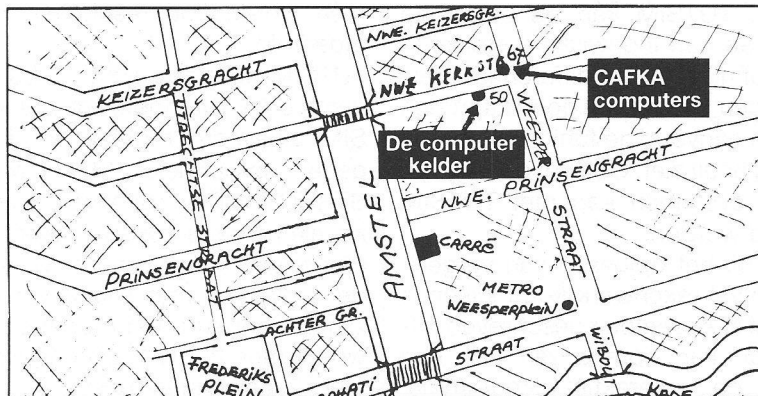 NWE. KEIZERSGR.
KEIZERSGRACHT
NWE KERKSTR
67
CAFKA
computers
50
De computer
kelder
UTRECHTSE STRAAT
WEESPER
STRAAT
NWE. PRINSENGRACHT
AMSTEL
CARRÉ
PRINSENGRACHT
METRO
WEESPERPLEIN
ACHTER GR.
STRAAT
FREDERIKS
PLEIN
WIBOUT
KADE